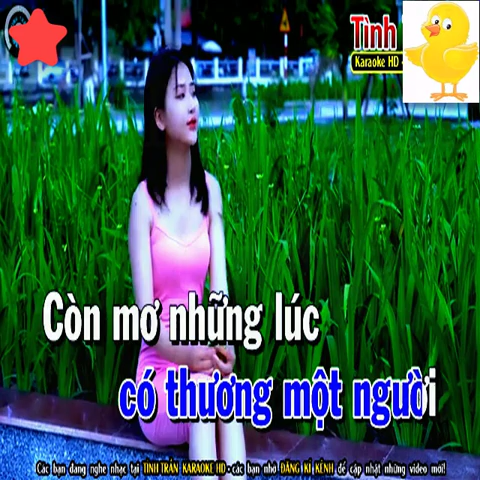 Tình
Karaoke HD
Còn mơ những lúc
có thương một người
Các bạn đang nghe nhạc tại TINH TRẦN KARAOKE HD - các bạn nhớ ĐĂNG KÍ KÊNH để cập nhật những video mới!